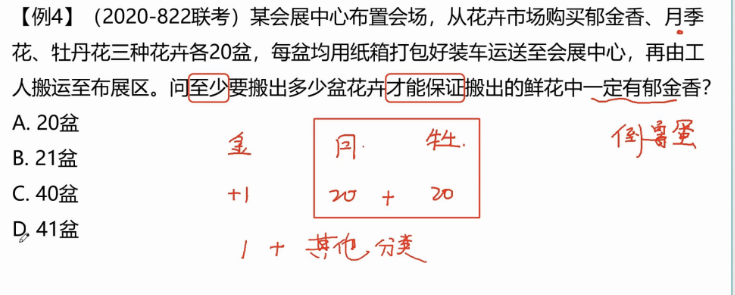 【例4】（2020-822联考）某会展中心布置会场，从花卉市场购买郁金香、月季
花、牡丹花三种花卉各20盆，每盆均用纸箱打包好装车运送至会展中心，再由工
人搬运至布展区。问至少要搬出多少盆花卉才能保证搬出的鲜花中一定有郁金香？
A. 20盆
B. 21盆
C. 40盆
D. 41盆
金 月 牡 倒霉蛋
+1 20 + 20
1 + 其他分类